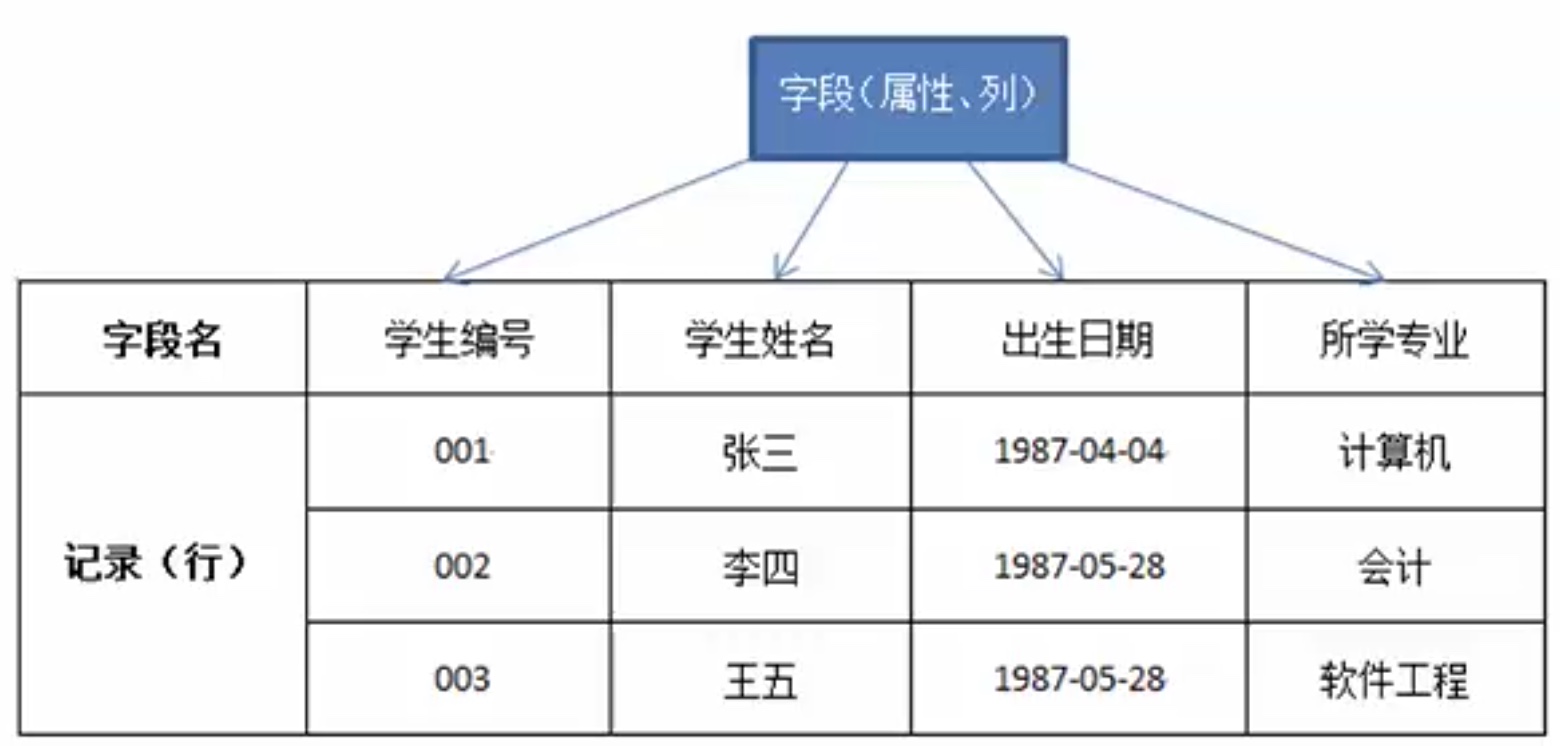 字段(属性、列)
字段名 学生编号 学生姓名 出生日期 所学专业
001 张三 1987-04-04 计算机
记录（行） 002 李四 1987-05-28 会计
003 王五 1987-05-28 软件工程